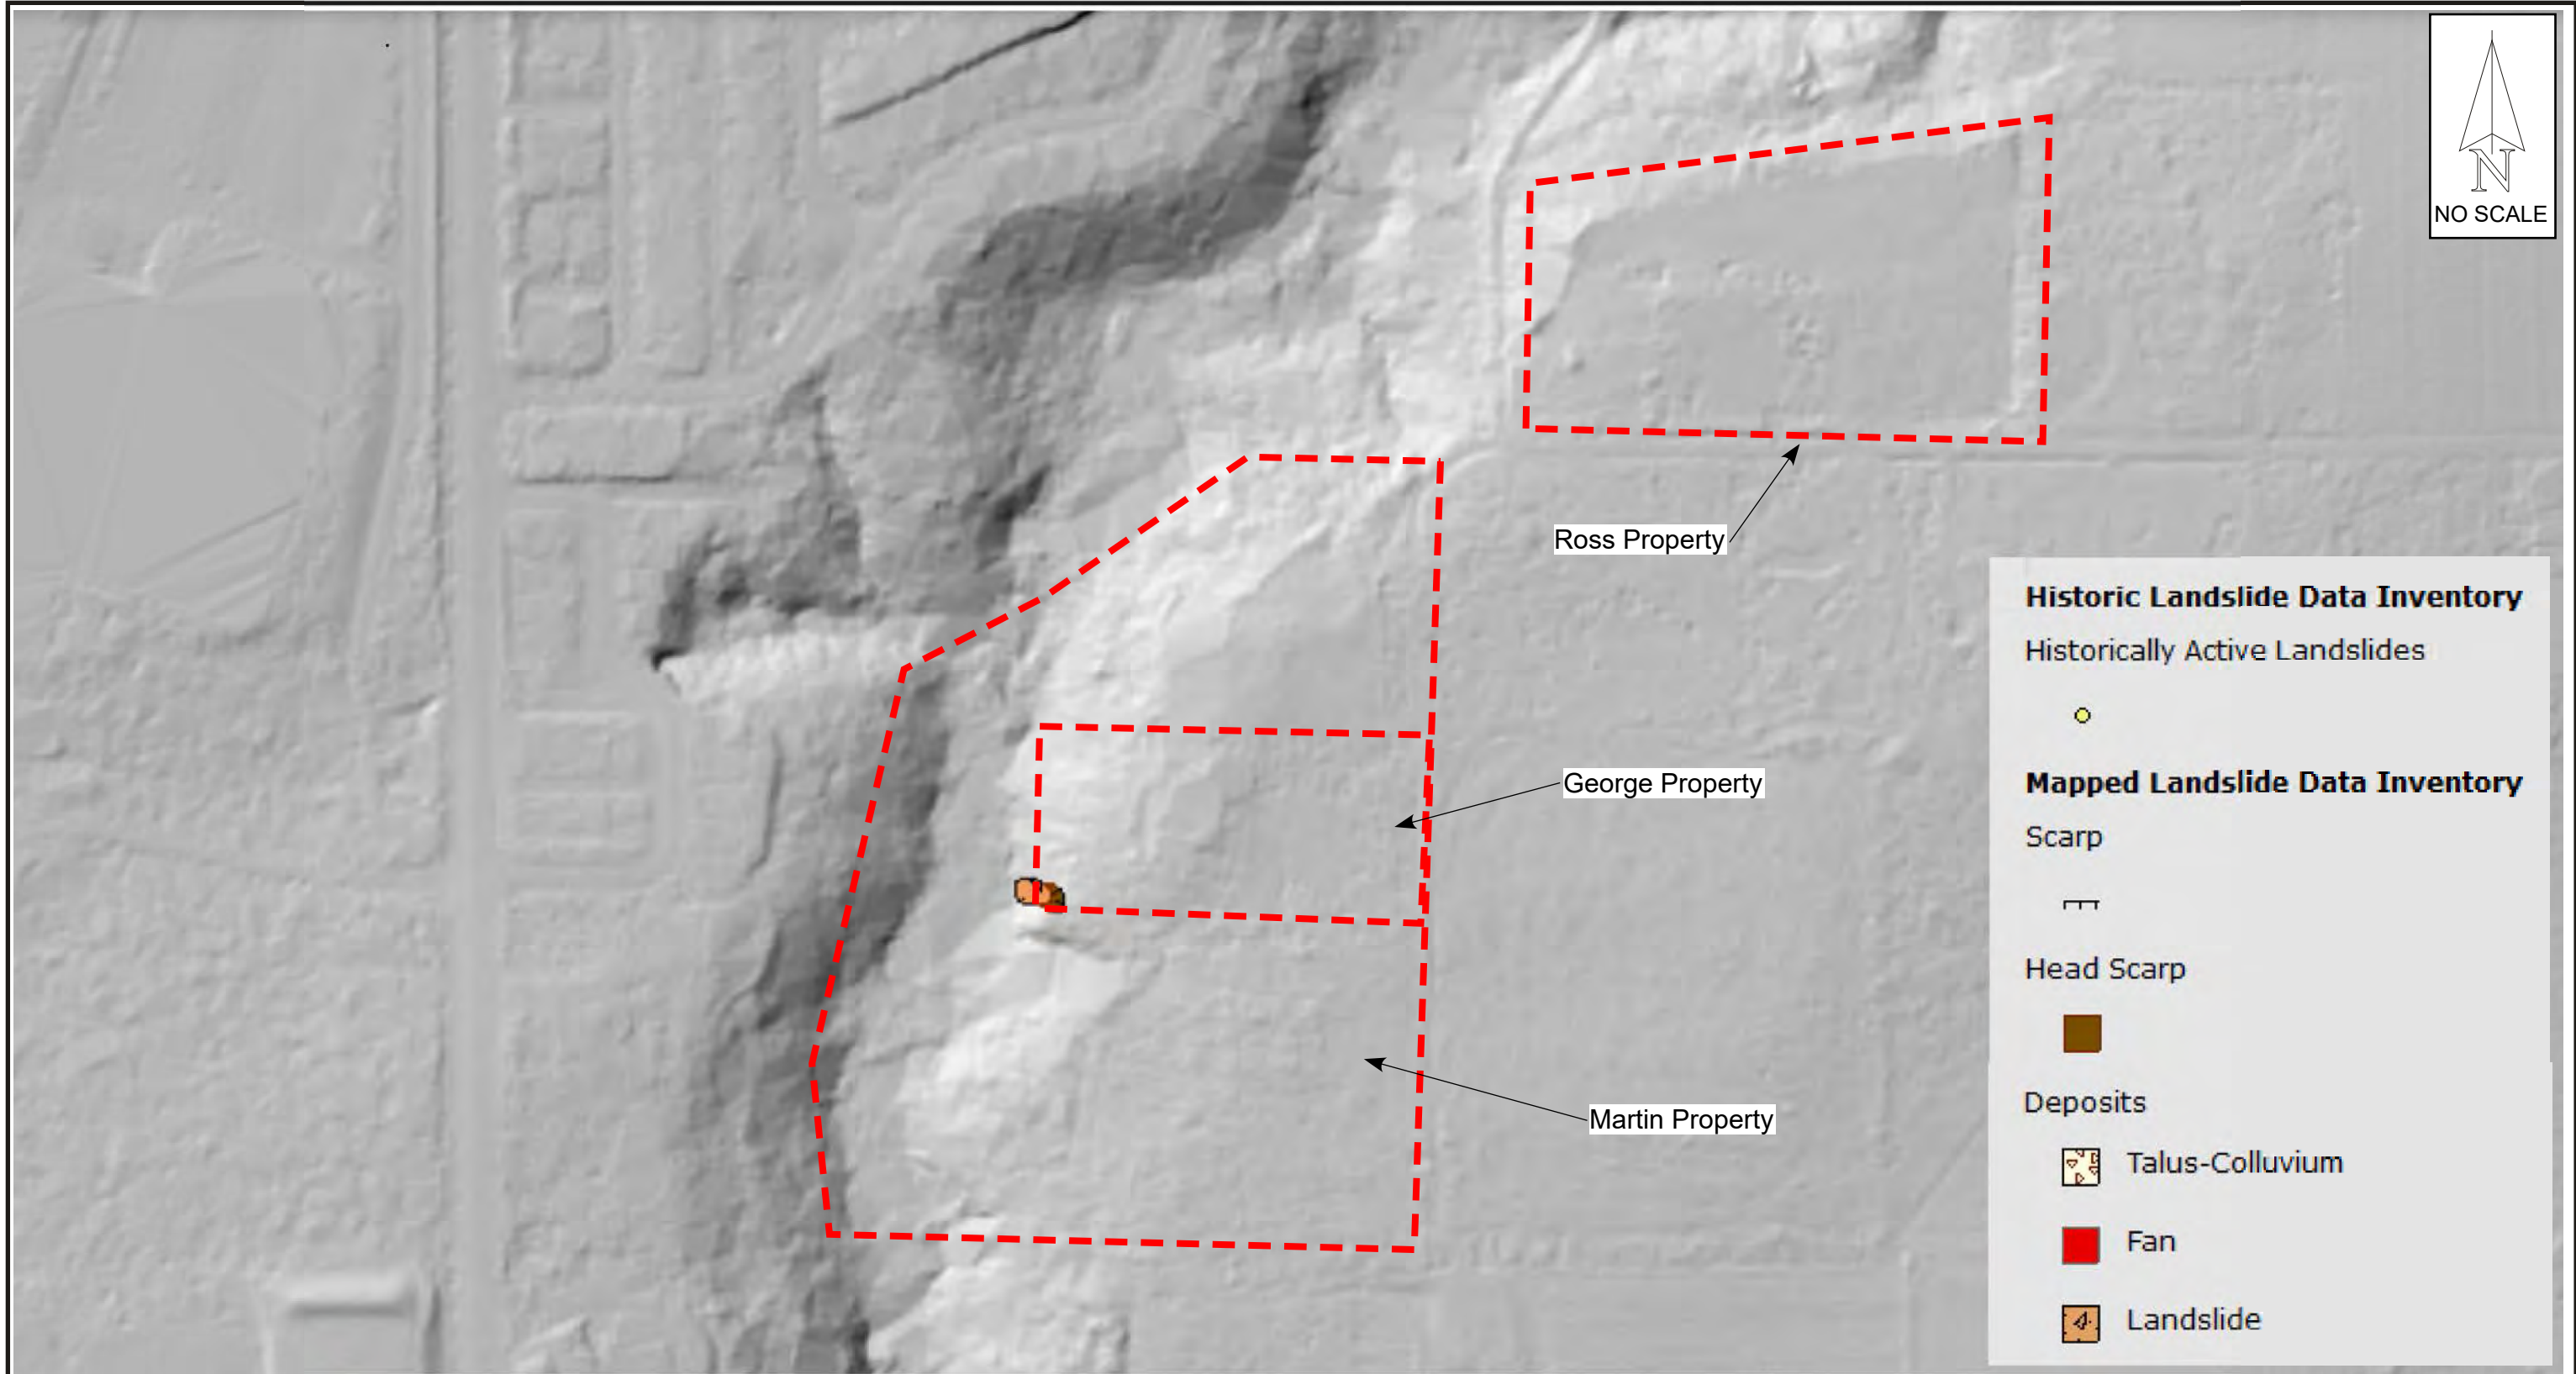 N
NO SCALE
Ross Property
George Property
Martin Property
Historic Landslide Data Inventory
Historically Active Landslides
Mapped Landslide Data Inventory
Scarp
Head Scarp
Deposits
Talus-Colluvium
Fan
Landslide